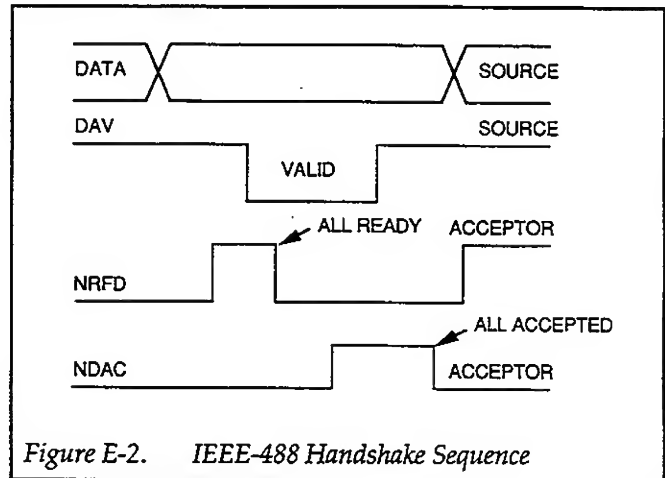 DATA SOURCE
DAV SOURCE
VALID
ALL READY ACCEPTOR
NRFD
ALL ACCEPTED
NDAC ACCEPTOR
Figure E-2. IEEE-488 Handshake Sequence